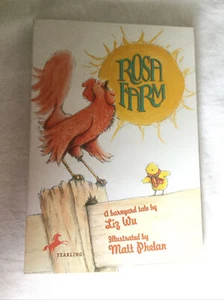 ROSA
FARM
A barnyard tale by
Liz Wu
Illustrated by
Matt Phelan
YEARLING